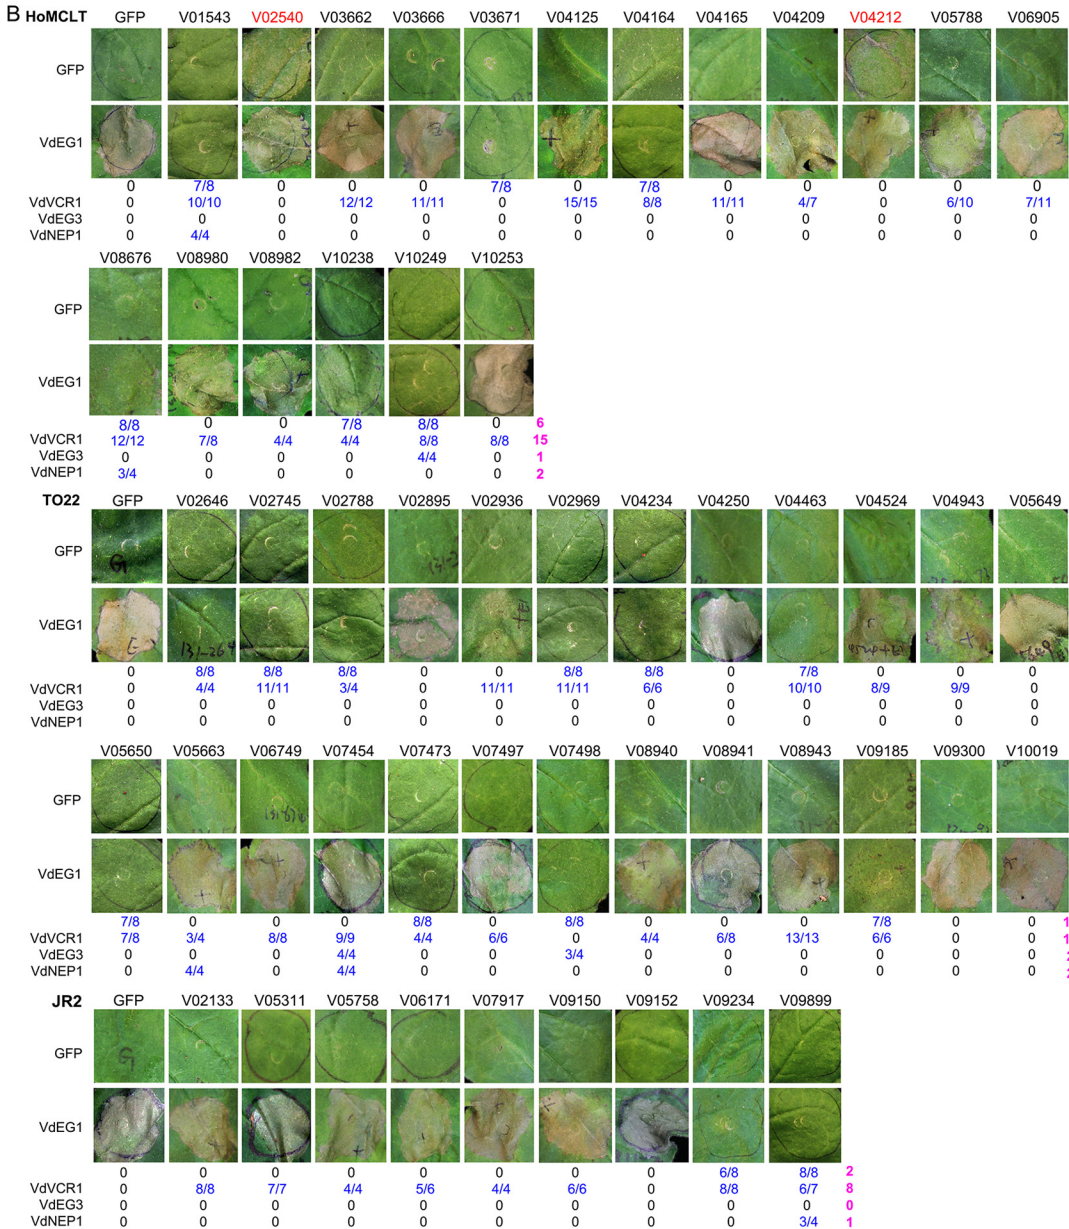 B HoMCLT GFP V01543 V02540 V03662 V03666 V03671 V04125 V04164 V04165 V04209 V04212 V05788 V06905
GFP
VdEG1
0 7/8 0 0 0 7/8 0 7/8 0 0 0 0 0
VdVCR1 0 10/10 0 12/12 11/11 0 15/15 8/8 11/11 4/7 0 6/10 7/11
VdEG3 0 0 0 0 0 0 0 0 0 0 0 0 0
VdNEP1 0 4/4 0 0 0 0 0 0 0 0 0 0 0
V08676 V08980 V08982 V10238 V10249 V10253
GFP
VdEG1
8/8 0 0 7/8 8/8 0 6
VdVCR1 12/12 7/8 4/4 4/4 8/8 8/8 15
VdEG3 0 0 0 0 4/4 0 1
VdNEP1 3/4 0 0 0 0 0 2
TO22 GFP V02646 V02745 V02788 V02895 V02936 V02969 V04234 V04250 V04463 V04524 V04943 V05649
GFP
VdEG1
0 8/8 8/8 8/8 0 0 8/8 8/8 0 7/8 0 0 0
VdVCR1 0 4/4 11/11 3/4 0 11/11 11/11 6/6 0 10/10 8/9 9/9 0
VdEG3 0 0 0 0 0 0 0 0 0 0 0 0 0
VdNEP1 0 0 0 0 0 0 0 0 0 0 0 0 0
V05650 V05663 V06749 V07454 V07473 V07497 V07498 V08940 V08941 V08943 V09185 V09300 V10019
GFP
VdEG1
7/8 0 0 0 8/8 0 8/8 0 0 0 7/8 0 0 1
VdVCR1 7/8 3/4 8/8 9/9 4/4 6/6 0 4/4 6/8 13/13 6/6 0 0 1
VdEG3 0 0 0 4/4 0 0 3/4 0 0 0 0 0 0
VdNEP1 0 4/4 0 4/4 0 0 0 0 0 0 0 0 0
JR2 GFP V02133 V05311 V05758 V06171 V07917 V09150 V09152 V09234 V09899
GFP
VdEG1
0 0 0 0 0 0 0 0 6/8 8/8 2
VdVCR1 0 8/8 7/7 4/4 5/6 4/4 6/6 0 8/8 6/7 8
VdEG3 0 0 0 0 0 0 0 0 0 0 0
VdNEP1 0 0 0 0 0 0 0 0 0 3/4 1